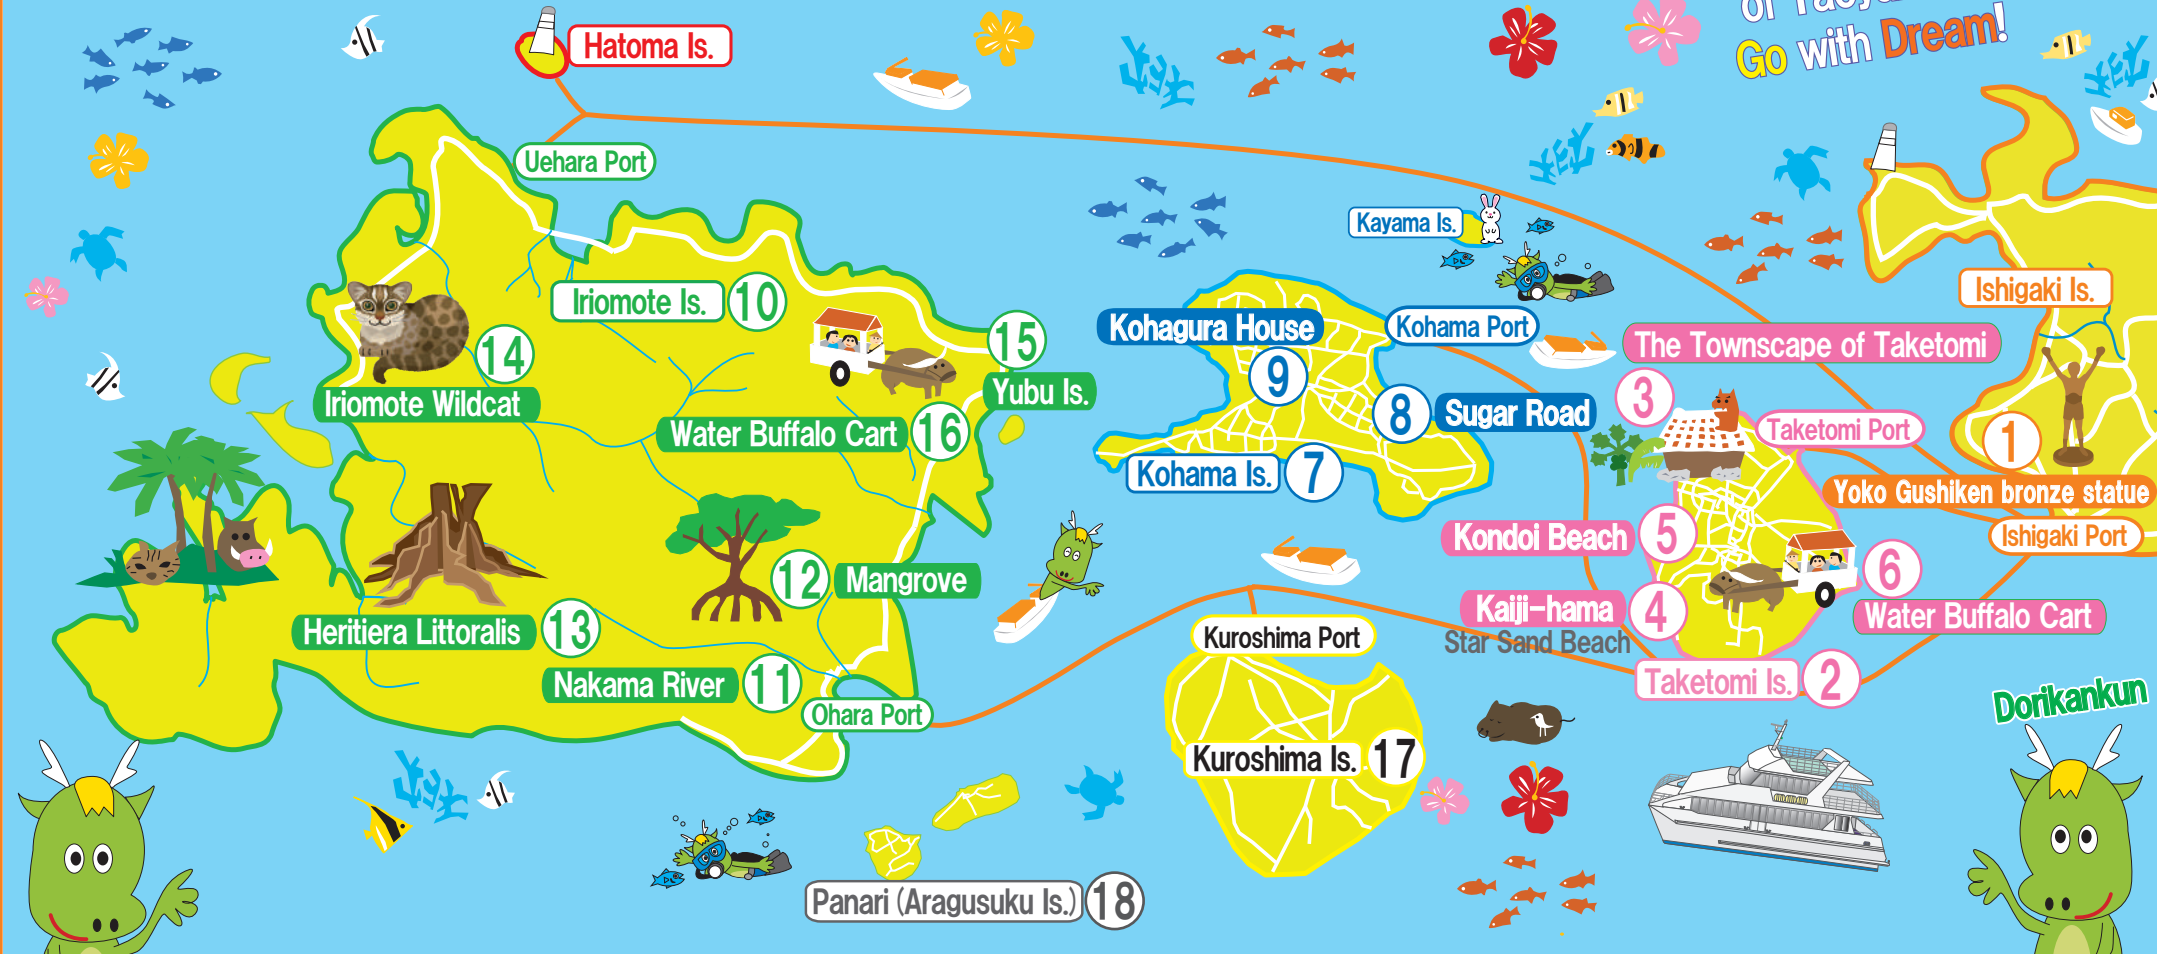 of
Go with Dream!
Hatoma Is.
Uehara Port
Kayama Is.
Iriomote Is. 10
Ishigaki Is.
Kohagura House
9
Kohama Port
The Townscape of Taketomi
3
14
Iriomote Wildcat
15
Yubu Is.
Water Buffalo Cart 16
8 Sugar Road
Taketomi Port
1
Yoko Gushiken bronze statue
Kohama Is. 7
Ishigaki Port
Kondoi Beach 5
6
Water Buffalo Cart
12 Mangrove
Kaiji-hama 4
Star Sand Beach
Heritiera Littoralis 13
Kuroshima Port
Nakama River 11
Taketomi Is. 2
Ohara Port
Dorikankun
Kuroshima Is. 17
Panari (Aragusuku Is.) 18